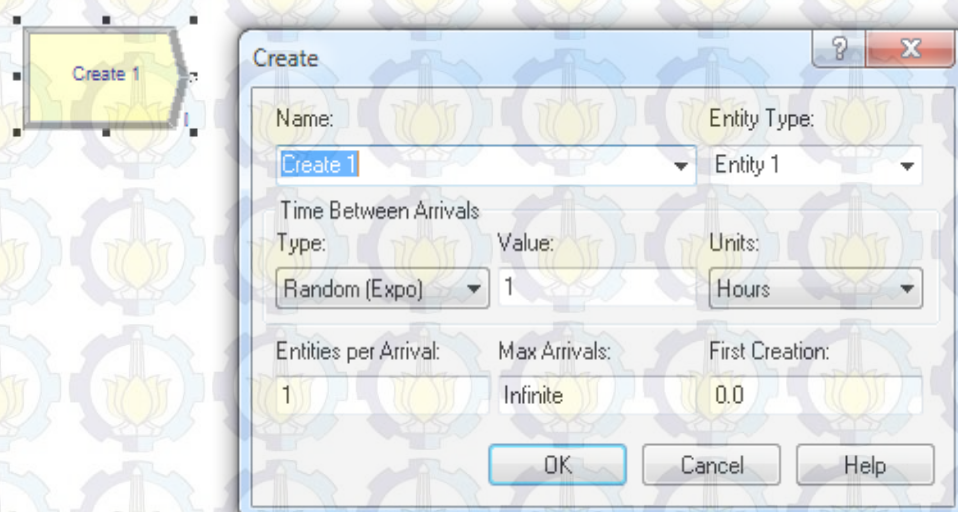 Create 1
Create
Name: Entity Type:
Create 1 Entity 1
Time Between Arrivals
Type: Value: Units:
Random (Expo) 1 Hours
Entities per Arrival: Max Arrivals: First Creation:
1 Infinite 0.0
OK Cancel Help